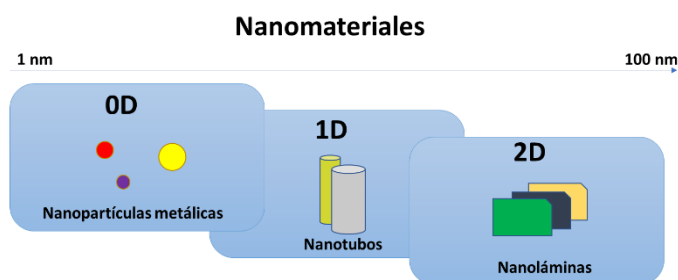 Nanomateriales
1 nm
100 nm
0D
Nanopartículas metálicas
1D
Nanotubos
2D
Nanoláminas